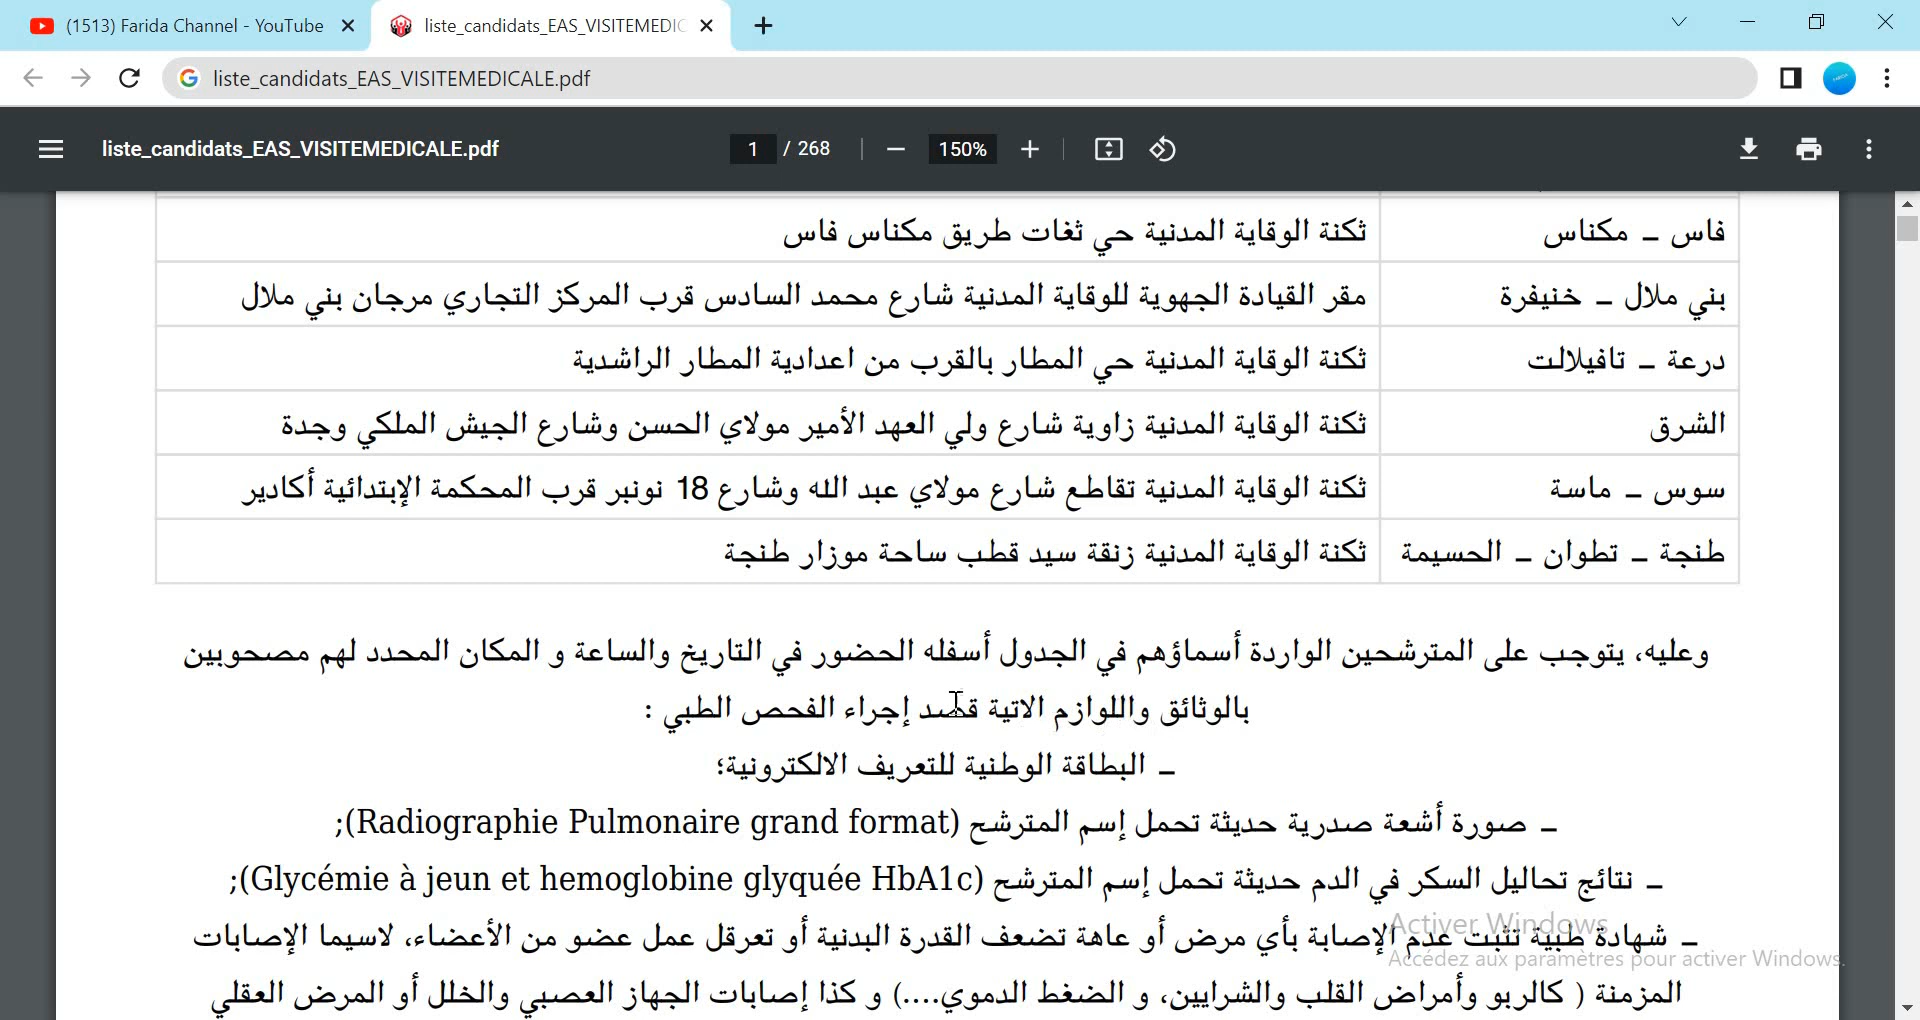 (1513) Farida Channel - YouTube
liste_candidats_EAS_VISITEMEDIC
liste_candidats_EAS_VISITEMEDICALE.pdf
liste_candidats_EAS_VISITEMEDICALE.pdf
1 / 268
150%
فاس – مكناس ثكنة الوقاية المدنية حي ثغات طريق مكناس فاس
بني ملال – خنيفرة مقر القيادة الجهوية للوقاية المدنية شارع محمد السادس قرب المركز التجاري مرجان بني ملال
درعة – تافيلالت ثكنة الوقاية المدنية حي المطار بالقرب من اعدادية المطار الراشدية
الشرق ثكنة الوقاية المدنية زاوية شارع ولي العهد الأمير مولاي الحسن وشارع الجيش الملكي وجدة
سوس – ماسة ثكنة الوقاية المدنية تقاطع شارع مولاي عبد الله وشارع 18 نونبر قرب المحكمة الإبتدائية أكادير
طنجة – تطوان – الحسيمة ثكنة الوقاية المدنية زنقة سيد قطب ساحة موزار طنجة
وعليه، يتوجب على المترشحين الواردة أسماؤهم في الجدول أسفله الحضور في التاريخ والساعة و المكان المحدد لهم مصحوبين
بالوثائق واللوازم الاتية قصد إجراء الفحص الطبي :
– البطاقة الوطنية للتعريف الالكترونية؛
– صورة أشعة صدرية حديثة تحمل إسم المترشح (Radiographie Pulmonaire grand format);
– نتائج تحاليل السكر في الدم حديثة تحمل إسم المترشح (Glycémie à jeun et hemoglobine glyquée HbA1c);
– شهادة طبية تثبت عدم الإصابة بأي مرض أو عاهة تضعف القدرة البدنية أو تعرقل عمل عضو من الأعضاء، لاسيما الإصابات
المزمنة ( كالربو وأمراض القلب والشرايين، و الضغط الدموي....) و كذا إصابات الجهاز العصبي والخلل أو المرض العقلي
Activer Windows
Accédez aux paramètres pour activer Windows.